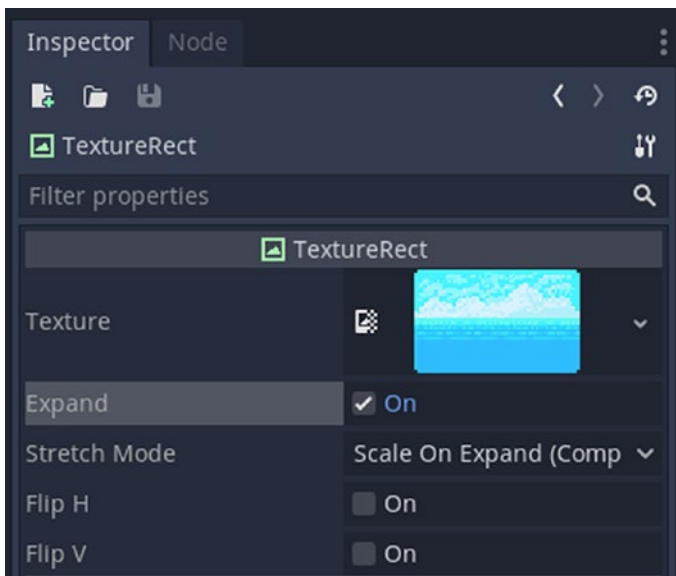 Inspector Node
TextureRect
Filter properties
TextureRect
Texture
Expand On
Stretch Mode Scale On Expand (Comp
Flip H On
Flip V On